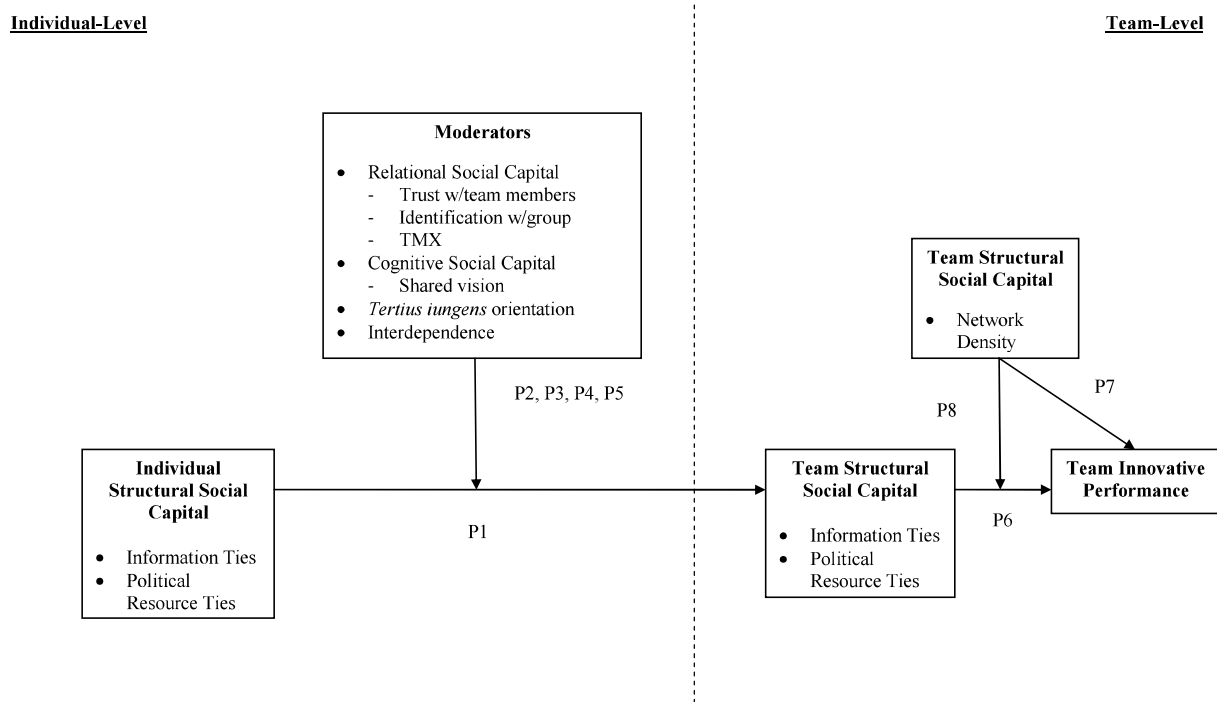 Individual-Level
Team-Level
Moderators
• Relational Social Capital
- Trust w/team members
- Identification w/group
- TMX
• Cognitive Social Capital
- Shared vision
• Tertius iungens orientation
• Interdependence
Team Structural
Social Capital
• Network
Density
P2, P3, P4, P5
P7
P8
Individual
Structural Social
Capital
• Information Ties
• Political
Resource Ties
P1
Team Structural
Social Capital
• Information Ties
• Political
Resource Ties
P6
Team Innovative
Performance